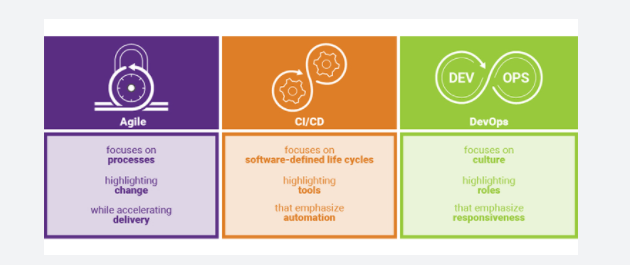 DEV OPS
Agile
CI/CD
DevOps
focuses on
processes
highlighting
change
while accelerating
delivery
focuses on
software-defined life cycles
highlighting
tools
that emphasize
automation
focuses on
culture
highlighting
roles
that emphasize
responsiveness